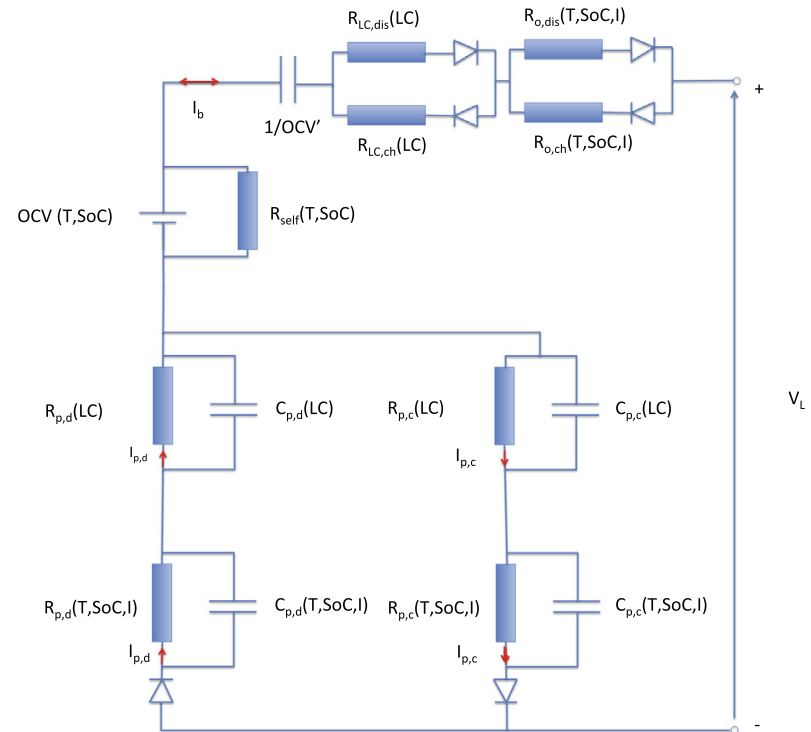 R_LC,dis(LC)
R_o,dis(T,SoC,I)
I_b
1/OCV'
+
R_LC,ch(LC)
R_o,ch(T,SoC,I)
OCV (T,SoC)
R_self(T,SoC)
R_p,d(LC)
C_p,d(LC)
R_p,c(LC)
C_p,c(LC)
V_L
I_p,d
I_p,c
R_p,d(T,SoC,I)
C_p,d(T,SoC,I)
R_p,c(T,SoC,I)
C_p,c(T,SoC,I)
I_p,d
I_p,c
-